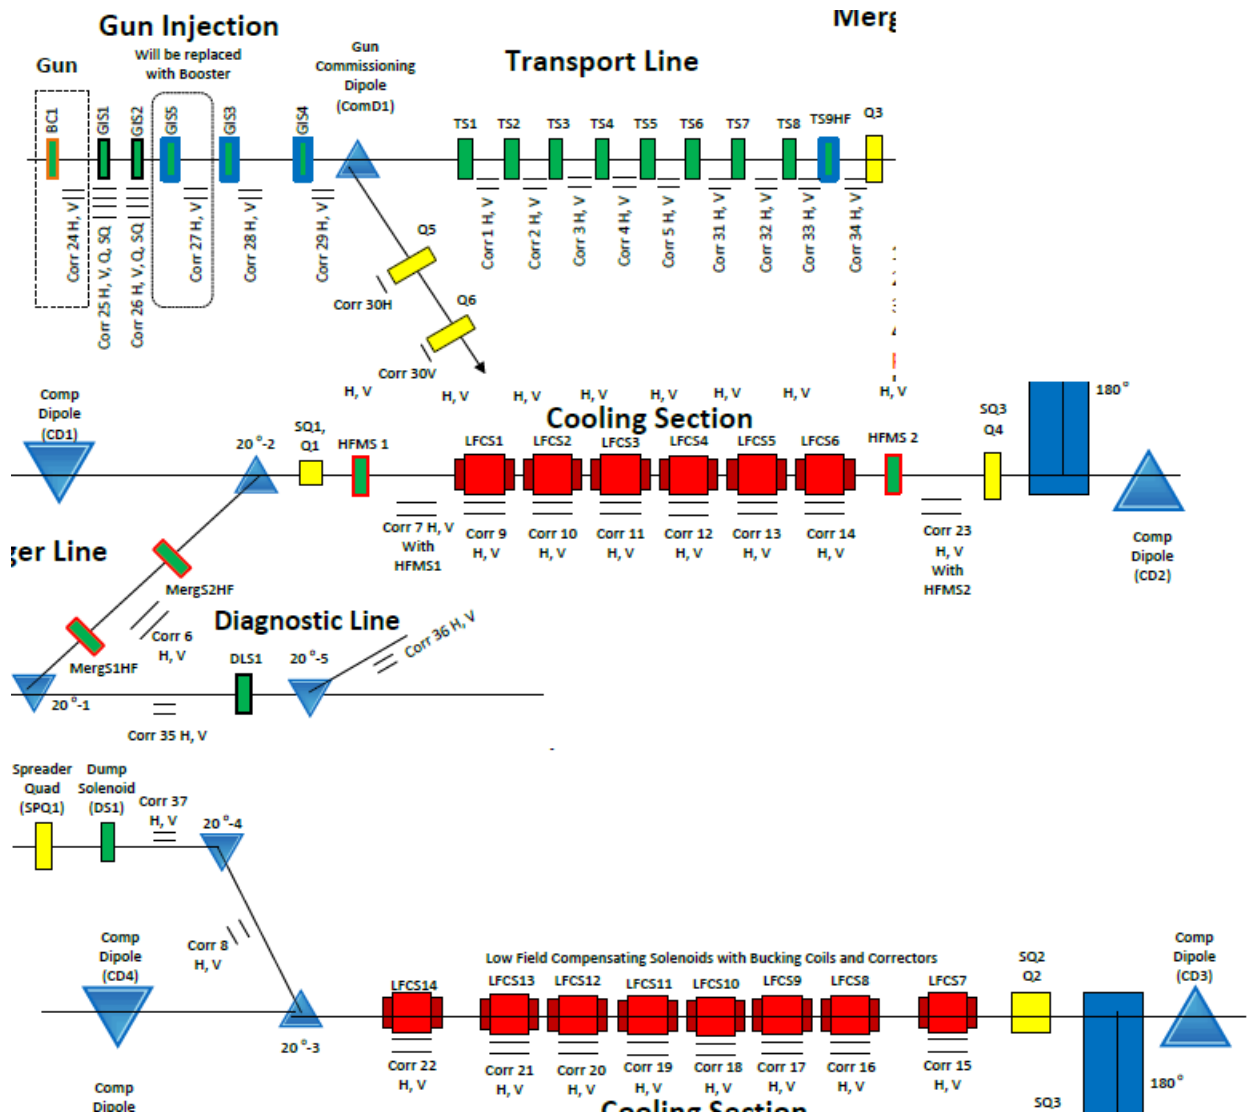 Gun Injection
Merg
Will be replaced
with Booster
Gun
Commissioning
Dipole
(ComD1)
Transport Line
Gun
BC1
GIS1
GIS2
GIS5
GIS3
GIS4
TS1
TS2
TS3
TS4
TS5
TS6
TS7
TS8
TS9HF
Q3
Corr 24 H, V
Corr 25 H, V, Q, SQ
Corr 26 H, V, Q, SQ
Corr 27 H, V
Corr 28 H, V
Corr 29 H, V
Corr 1 H, V
Corr 2 H, V
Corr 3 H, V
Corr 4 H, V
Corr 5 H, V
Corr 31 H, V
Corr 32 H, V
Corr 33 H, V
Corr 34 H, V
Q5
Corr 30H
Q6
Corr 30V
H, V
H, V
H, V
H, V
H, V
H, V
H, V
180°
Comp
Dipole
(CD1)
Cooling Section
20°-2
SQ1,
Q1
HFMS 1
LFCS1
LFCS2
LFCS3
LFCS4
LFCS5
LFCS6
HFMS 2
SQ3
Q4
Corr 7 H, V
With
HFMS1
Corr 9
H, V
Corr 10
H, V
Corr 11
H, V
Corr 12
H, V
Corr 13
H, V
Corr 14
H, V
Corr 23
H, V
With
HFMS2
Comp
Dipole
(CD2)
ger Line
MergS2HF
Corr 6
H, V
MergS1HF
Diagnostic Line
Corr 36 H, V
DLS1
20°-5
20°-1
Corr 35 H, V
Spreader
Quad
(SPQ1)
Dump
Solenoid
(DS1)
Corr 37
H, V
20°-4
Corr 8
H, V
Comp
Dipole
(CD4)
Low Field Compensating Solenoids with Bucking Coils and Correctors
SQ2
Q2
Comp
Dipole
(CD3)
LFCS14
LFCS13
LFCS12
LFCS11
LFCS10
LFCS9
LFCS8
LFCS7
20°-3
Corr 22
H, V
Corr 21
H, V
Corr 20
H, V
Corr 19
H, V
Corr 18
H, V
Corr 17
H, V
Corr 16
H, V
Corr 15
H, V
180°
Comp
Dipole
Cooling Section
SQ3